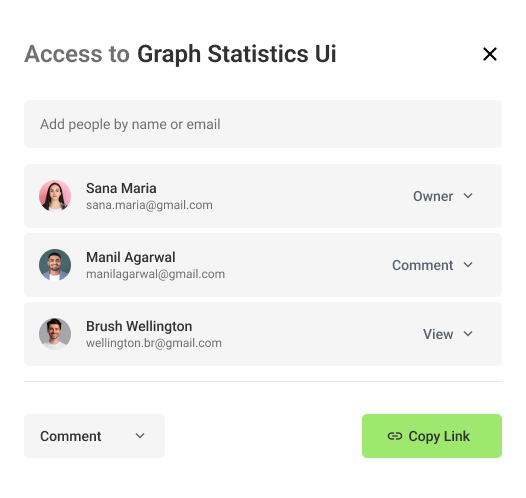 Access to Graph Statistics Ui
Add people by name or email
Sana Maria
sana.maria@gmail.com
Owner
Manil Agarwal
manilagarwal@gmail.com
Comment
Brush Wellington
wellington.br@gmail.com
View
Comment
Copy Link